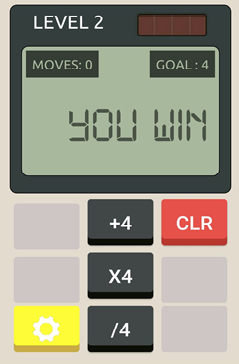 LEVEL 2
MOVES: 0 GOAL : 4
YOU WIN
+4 CLR
X4
/4